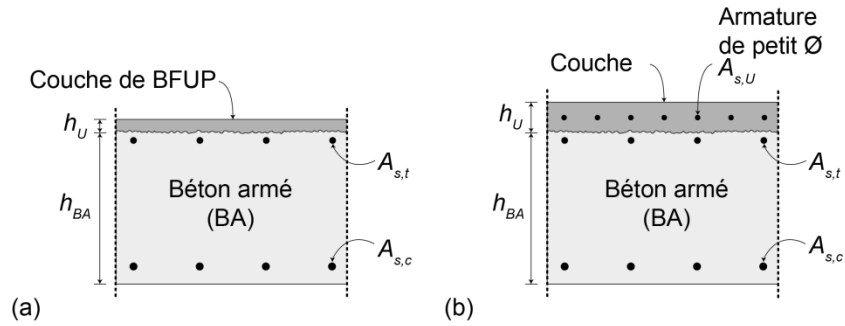 Couche de BFUP
h_U
h_BA
A_s,t
Béton armé
(BA)
A_s,c
(a)
Armature
de petit Ø
Couche
A_s,U
h_U
h_BA
A_s,t
Béton armé
(BA)
A_s,c
(b)